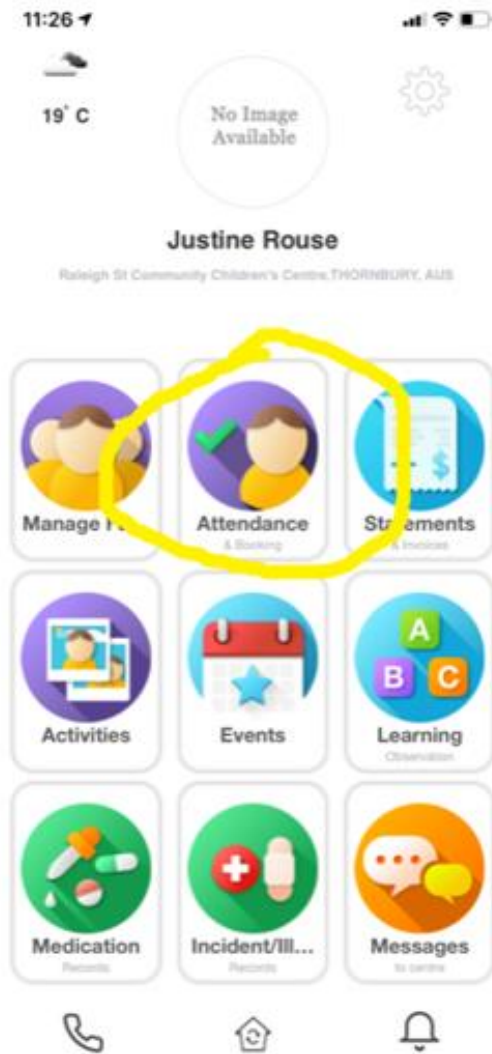 11:26
19° C
No Image
Available
Justine Rouse
Raleigh St Community Children's Centre,THORNBURY, AUS
Manage
Attendance
Statements
& Booking
& Invoices
Activities
Events
Learning
Observation
A
B C
$
Medication
Incident/Ill...
Messages
Records
Records
to centre